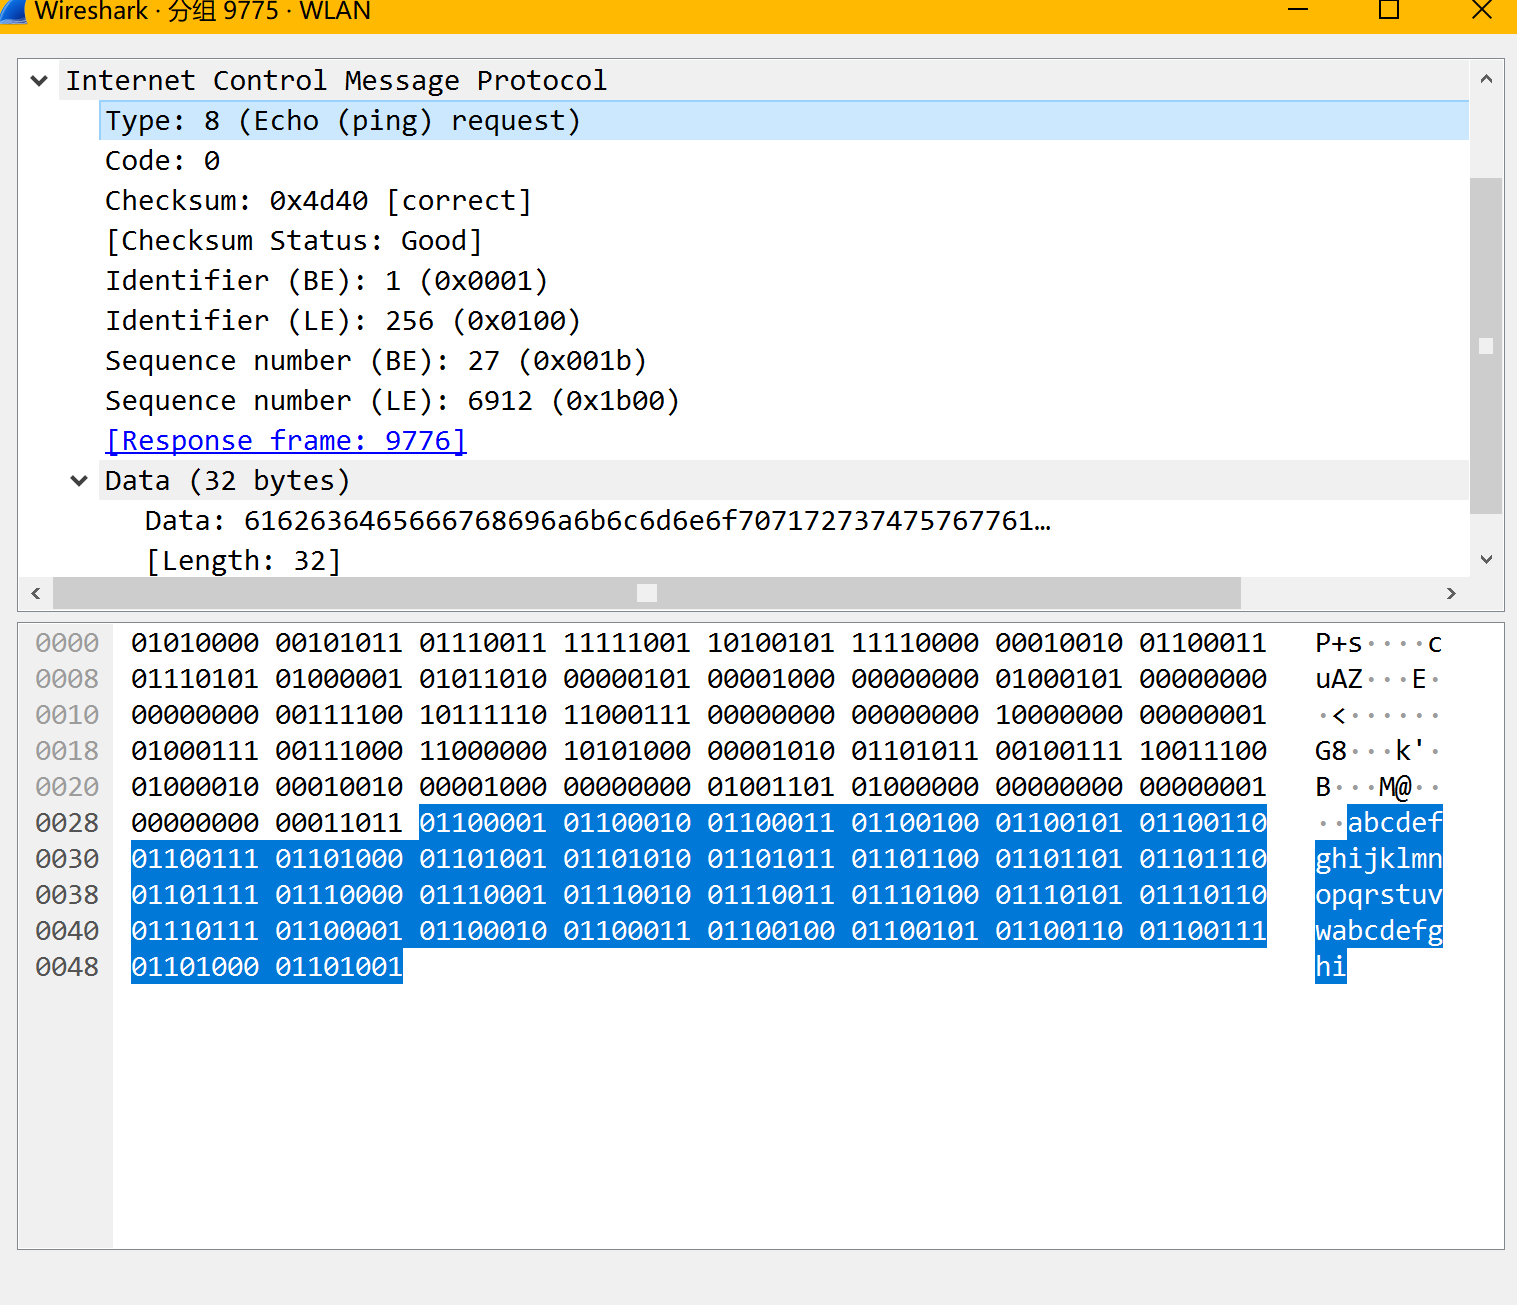 Wireshark · 分组 9775 · WLAN
Internet Control Message Protocol
Type: 8 (Echo (ping) request)
Code: 0
Checksum: 0x4d40 [correct]
[Checksum Status: Good]
Identifier (BE): 1 (0x0001)
Identifier (LE): 256 (0x0100)
Sequence number (BE): 27 (0x001b)
Sequence number (LE): 6912 (0x1b00)
[Response frame: 9776]
Data (32 bytes)
Data: 6162636465666768696a6b6c6d6e6f7071727374757677​61…
[Length: 32]
0000 01010000 00101011 01110011 11111001 10100101 11110000 00010010 01100011 P+s····c
0008 01110101 01000001 01011010 00000101 00001000 00000000 01000101 00000000 uAZ···E·
0010 00000000 00111100 10111110 11000111 00000000 00000000 10000000 00000001 ·<······
0018 01000111 00111000 11000000 10101000 00001010 01101011 00100111 10011100 G8···k'·
0020 01000010 00010010 00001000 00000000 01001101 01000000 00000000 00000001 B···M@··
0028 00000000 00011011 01100001 01100010 01100011 01100100 01100101 01100110 ··abcdef
0030 01100111 01101000 01101001 01101010 01101011 01101100 01101101 01101110 ghijklmn
0038 01101111 01110000 01110001 01110010 01110011 01110100 01110101 01110110 opqrstuv
0040 01110111 01100001 01100010 01100011 01100100 01100101 01100110 01100111 wabcdefg
0048 01101000 01101001 hi